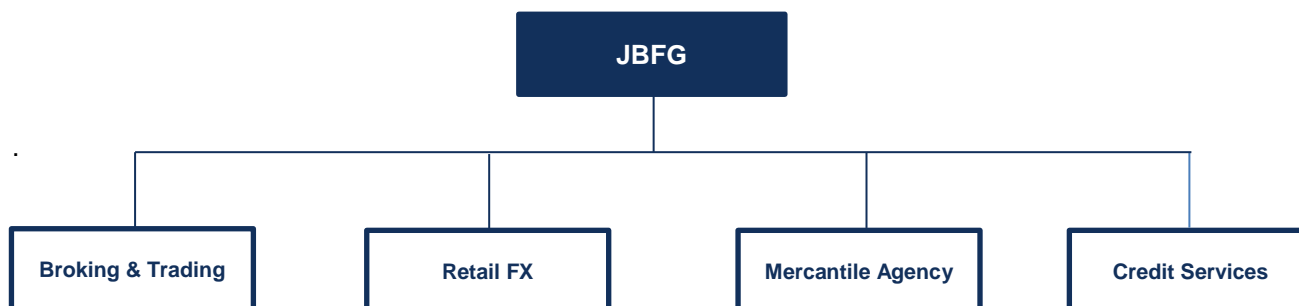 JBFG
.
Broking & Trading
Retail FX
Mercantile Agency
Credit Services